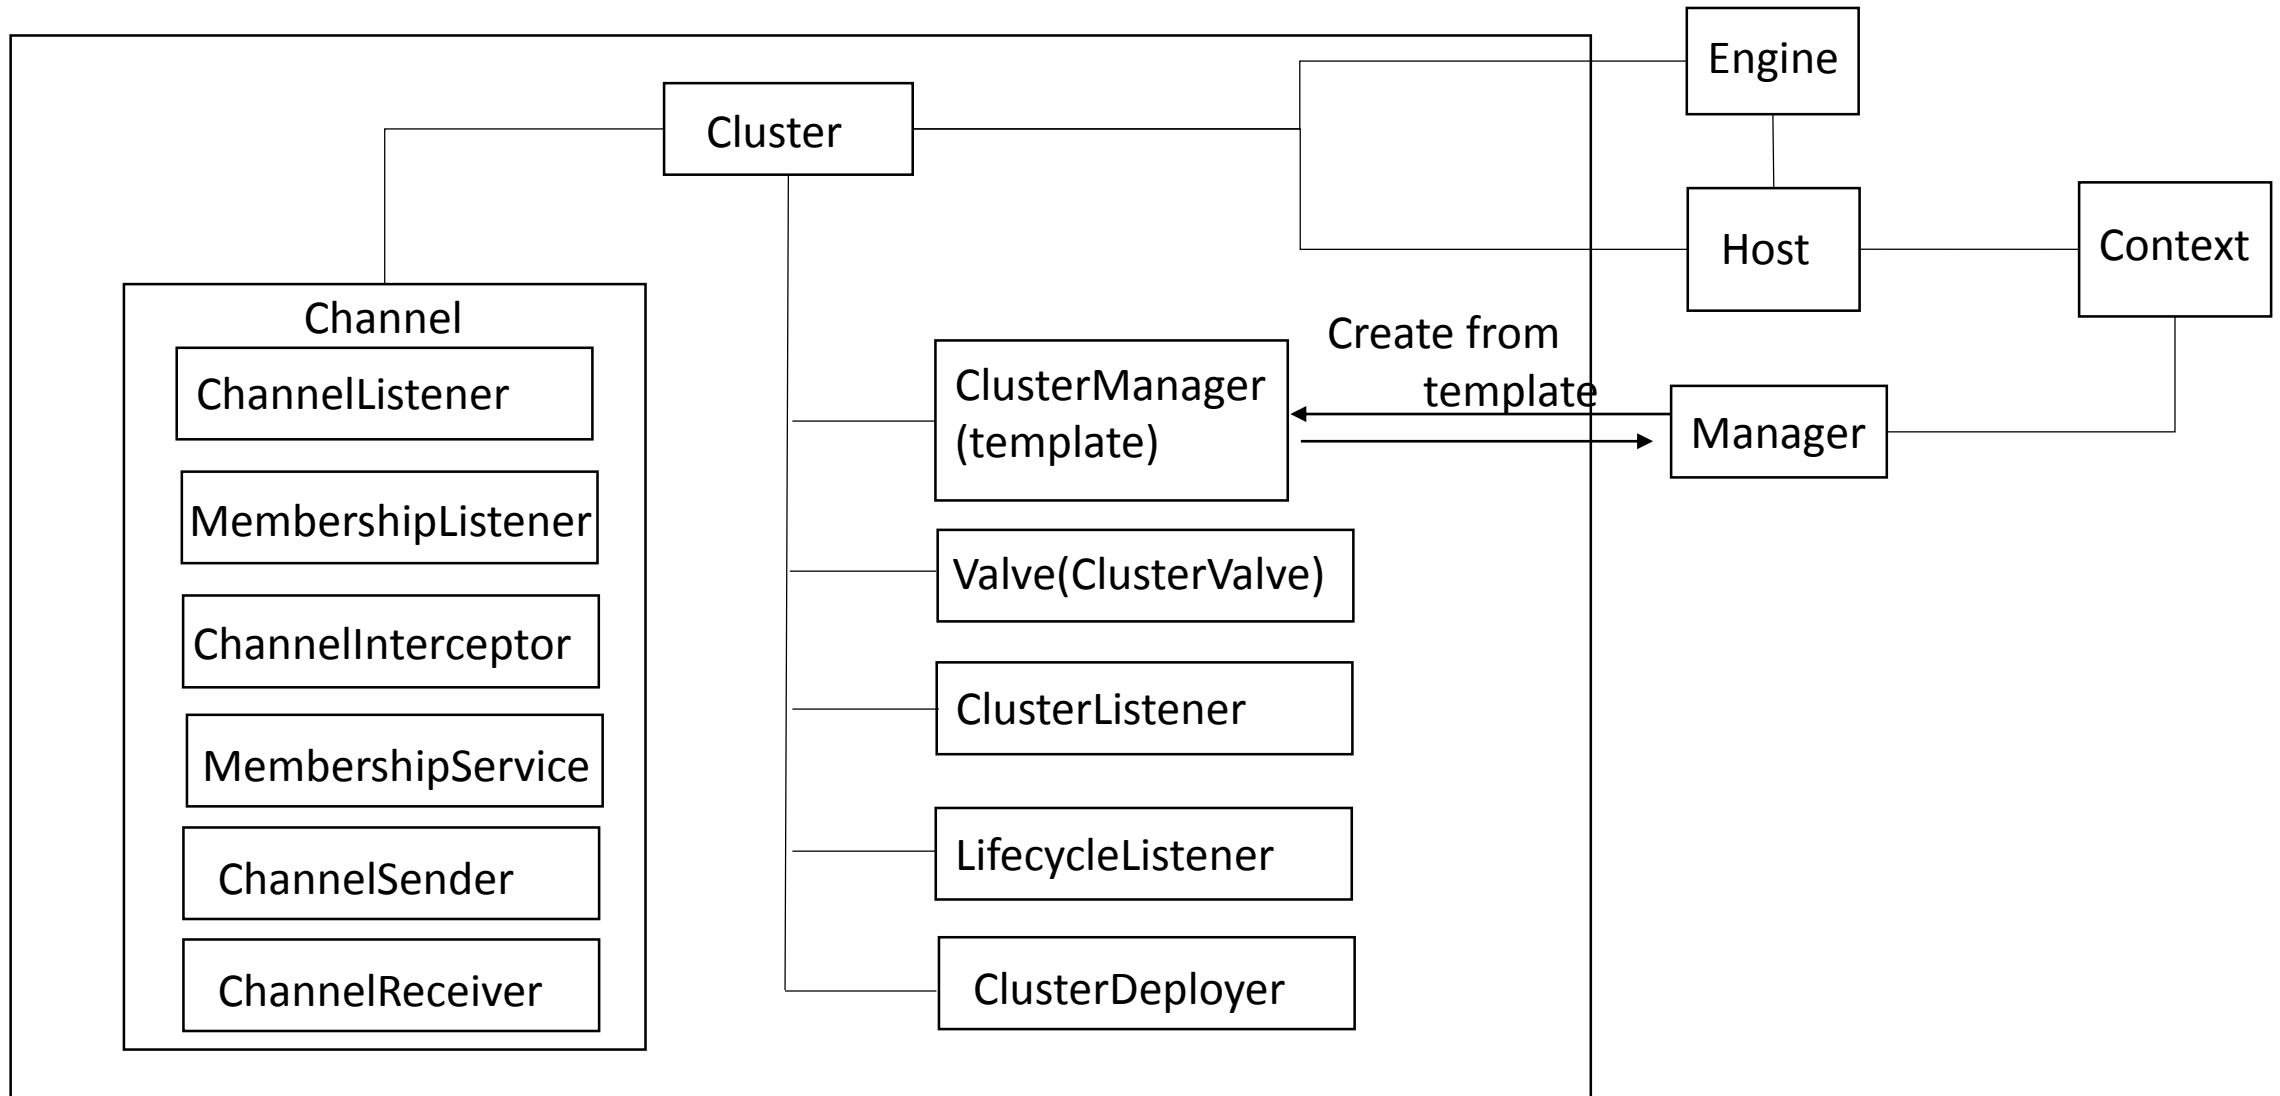 Engine
Cluster
Host
Context
Channel
ChannelListener
MembershipListener
ChannelInterceptor
MembershipService
ChannelSender
ChannelReceiver
ClusterManager
(template)
Create from
template
Manager
Valve(ClusterValve)
ClusterListener
LifecycleListener
ClusterDeployer